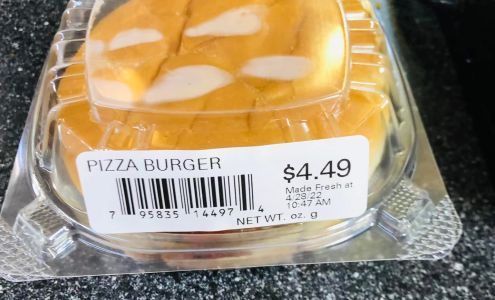 PIZZA BURGER
$4.49
Made Fresh at
4/28/22
10:47 AM
7 95835 14497 4
NET WT. oz. g